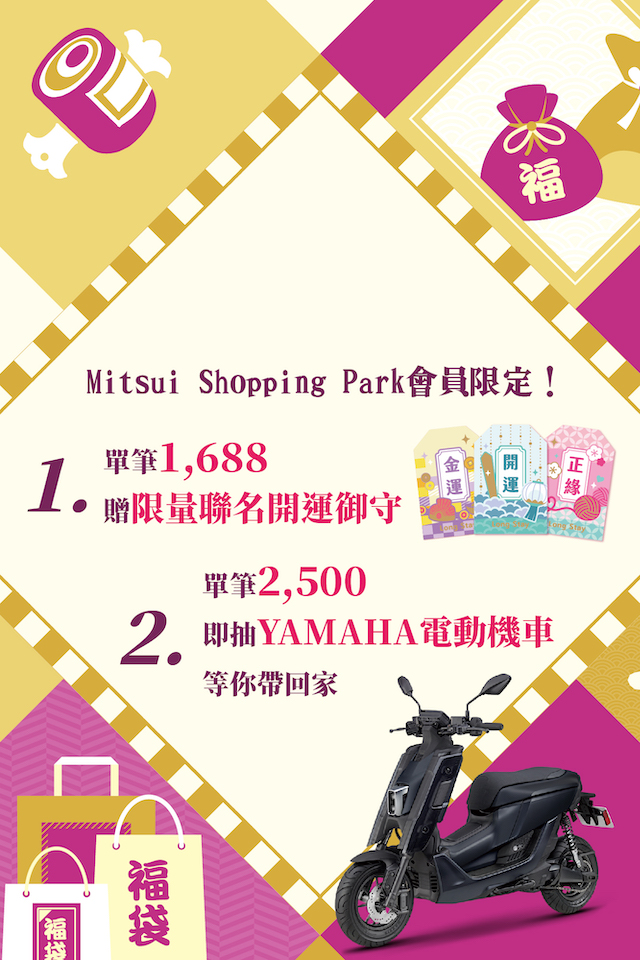 福
Mitsui Shopping Park會員限定！
1.
單筆1,688
贈限量聯名開運御守
金運
開運
正緣
2.
單筆2,500
即抽YAMAHA電動機車
等你帶回家
福袋
福袋